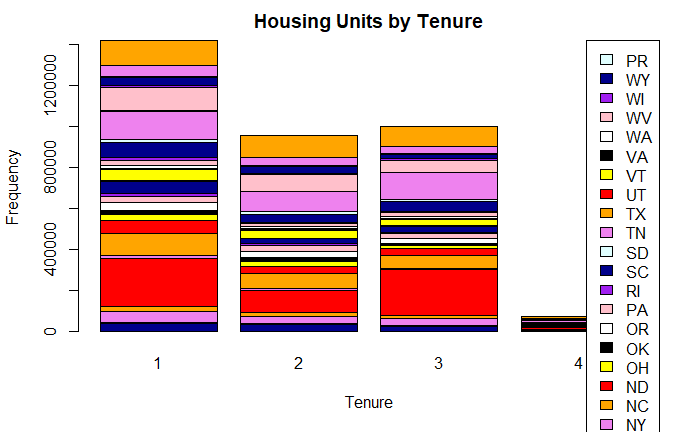 Housing Units by Tenure
Frequency
1200000
800000
400000
0
1
2
3
4
Tenure
PR
WY
WI
WV
WA
VA
VT
UT
TX
TN
SD
SC
RI
PA
OR
OK
OH
ND
NC
NY